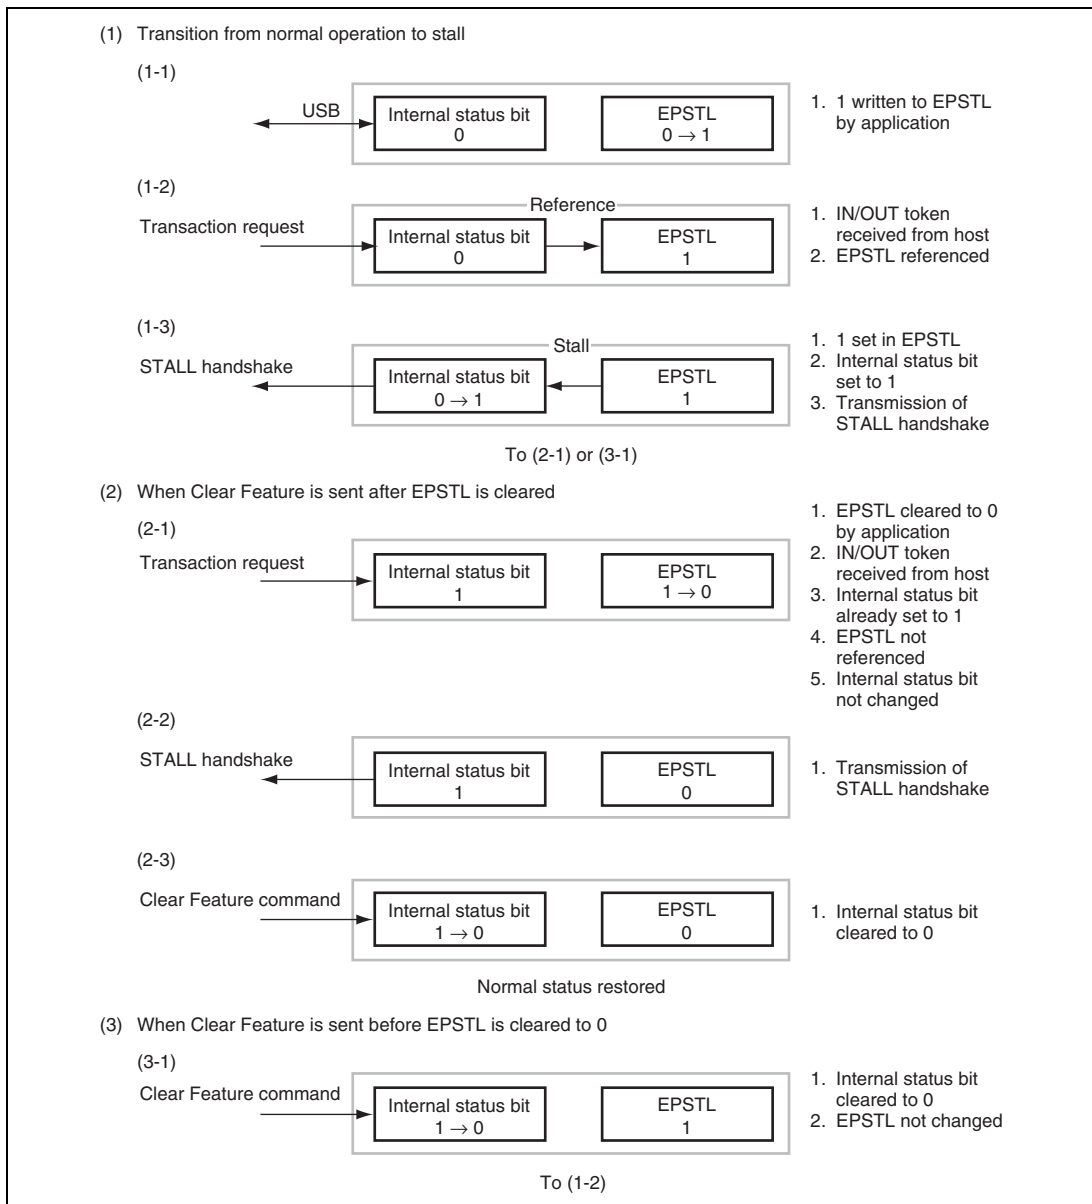 (1) Transition from normal operation to stall
(1-1)
USB
Internal status bit
0
EPSTL
0 → 1
1. 1 written to EPSTL
by application
(1-2)
Transaction request
Reference
Internal status bit
0
EPSTL
1
1. IN/OUT token
received from host
2. EPSTL referenced
(1-3)
STALL handshake
Stall
Internal status bit
0 → 1
EPSTL
1
1. 1 set in EPSTL
2. Internal status bit
set to 1
3. Transmission of
STALL handshake
To (2-1) or (3-1)
(2) When Clear Feature is sent after EPSTL is cleared
(2-1)
Transaction request
Internal status bit
1
EPSTL
1 → 0
1. EPSTL cleared to 0
by application
2. IN/OUT token
received from host
3. Internal status bit
already set to 1
4. EPSTL not
referenced
5. Internal status bit
not changed
(2-2)
STALL handshake
Internal status bit
1
EPSTL
0
1. Transmission of
STALL handshake
(2-3)
Clear Feature command
Internal status bit
1 → 0
EPSTL
0
1. Internal status bit
cleared to 0
Normal status restored
(3) When Clear Feature is sent before EPSTL is cleared to 0
(3-1)
Clear Feature command
Internal status bit
1 → 0
EPSTL
1
1. Internal status bit
cleared to 0
2. EPSTL not changed
To (1-2)